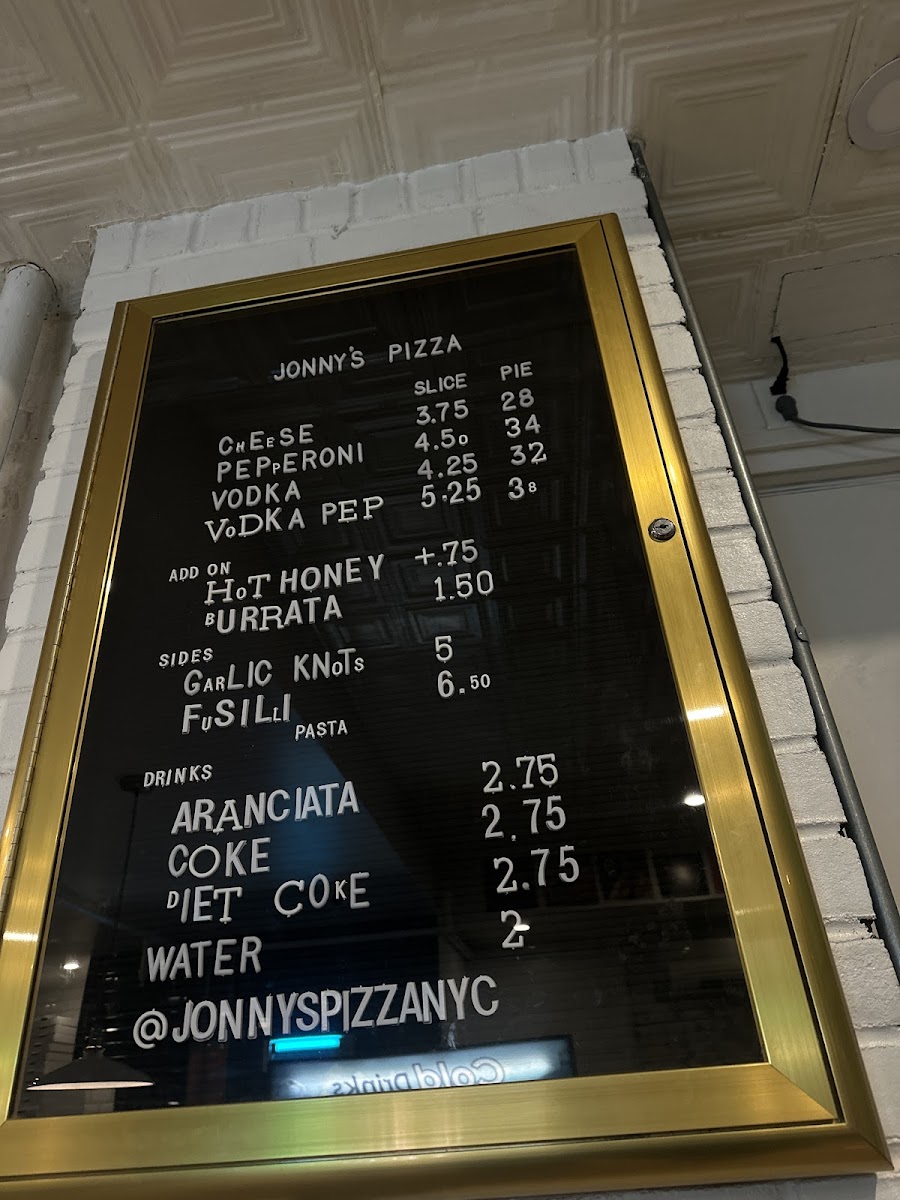 JONNY'S PIZZA
SLICE PIE
CHEESE 3.75 28
PEPPERONI 4.50 34
VODKA 4.25 32
VODKA PEP 5.25 38
ADD ON
HOT HONEY +.75
BURRATA 1.50
SIDES
GARLIC KNOTS 5
FUSILLI 6.50
PASTA
DRINKS
ARANCIATA 2.75
COKE 2.75
DIET COKE 2.75
WATER 2
@JONNYSPIZZANYC
Cold Drinks